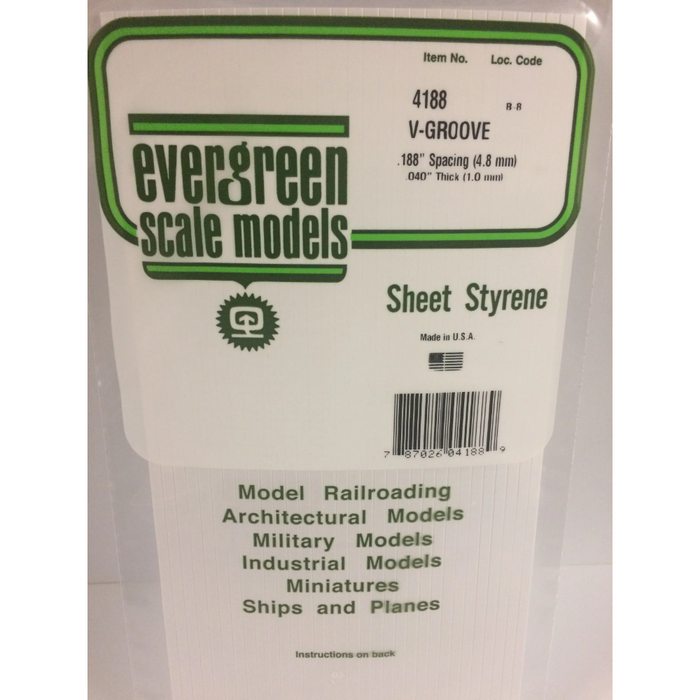 Item No. Loc. Code
4188 B-8
V-GROOVE
.188" Spacing (4.8 mm)
.040" Thick (1.0 mm)
evergreen
scale models
Sheet Styrene
Made in U.S.A.
7 87026 04188 9
Model Railroading
Architectural Models
Military Models
Industrial Models
Miniatures
Ships and Planes
Instructions on back